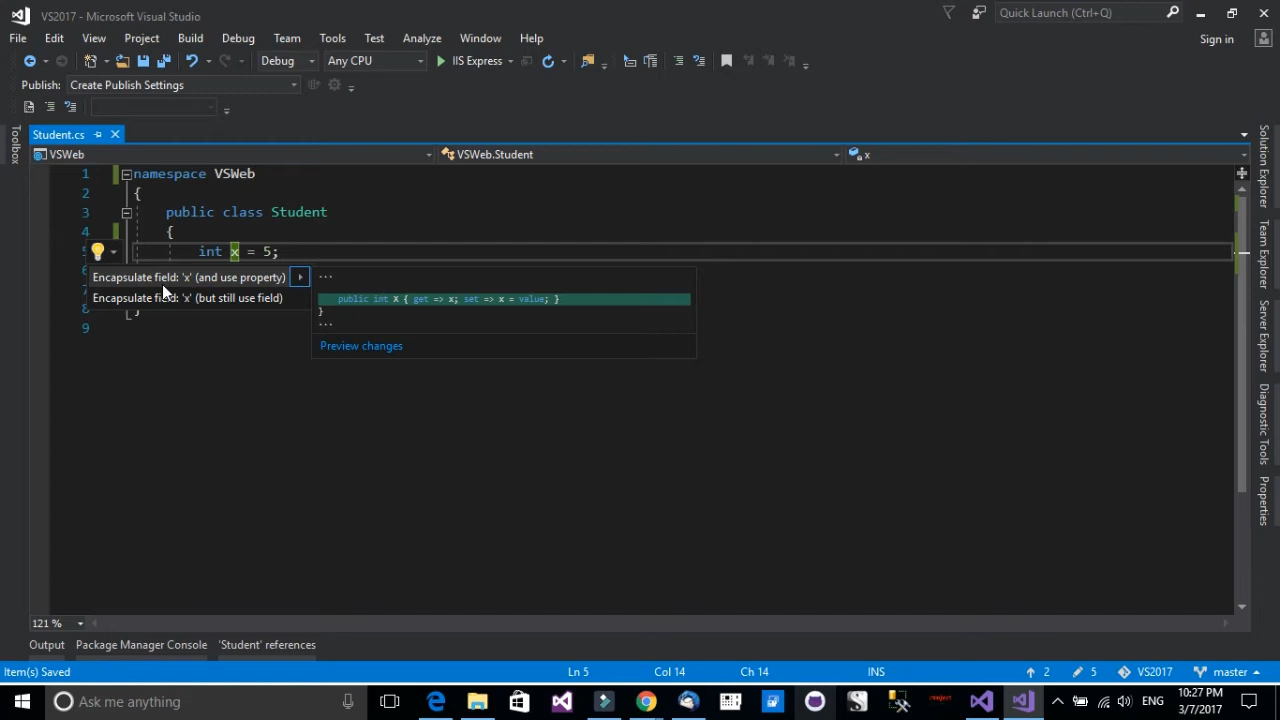 VS2017 - Microsoft Visual Studio
Quick Launch (Ctrl+Q)
File Edit View Project Build Debug Team Tools Test Analyze Window Help
Sign in
Debug Any CPU IIS Express
Publish: Create Publish Settings
Toolbox
Student.cs
VSWeb VSWeb.Student x
1 namespace VSWeb
2 {
3 public class Student
4 {
5 int x = 5;
Encapsulate field: 'x' (and use property)
Encapsulate field: 'x' (but still use field)
...
public int X { get => x; set => x = value; }
}
...
Preview changes
8 }
9
Solution Explorer
Team Explorer
Server Explorer
Diagnostic Tools
Properties
121 %
Output Package Manager Console 'Student' references
Item(s) Saved Ln 5 Col 14 Ch 14 INS 2 5 VS2017 master
Ask me anything
ENG
10:27 PM
3/7/2017